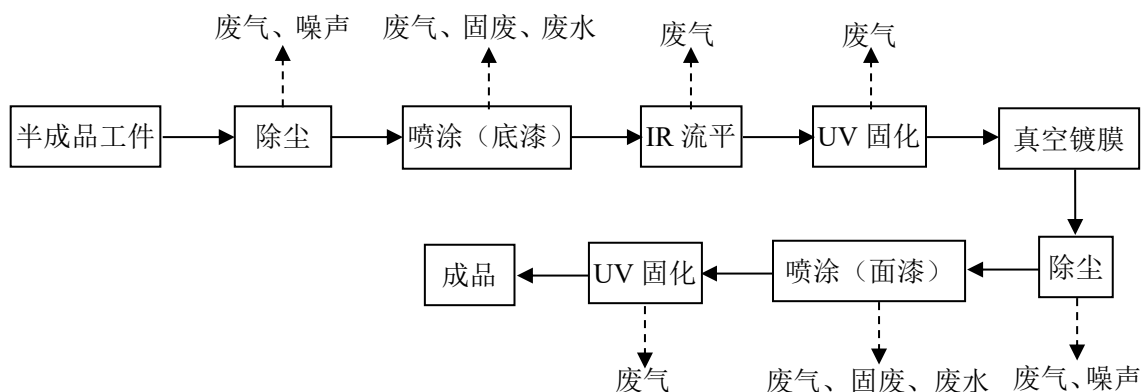 废气、噪声
废气、固废、废水
废气
废气
半成品工件
除尘
喷涂（底漆）
IR 流平
UV 固化
真空镀膜
成品
UV 固化
喷涂（面漆）
除尘
废气
废气、固废、废水
废气、噪声